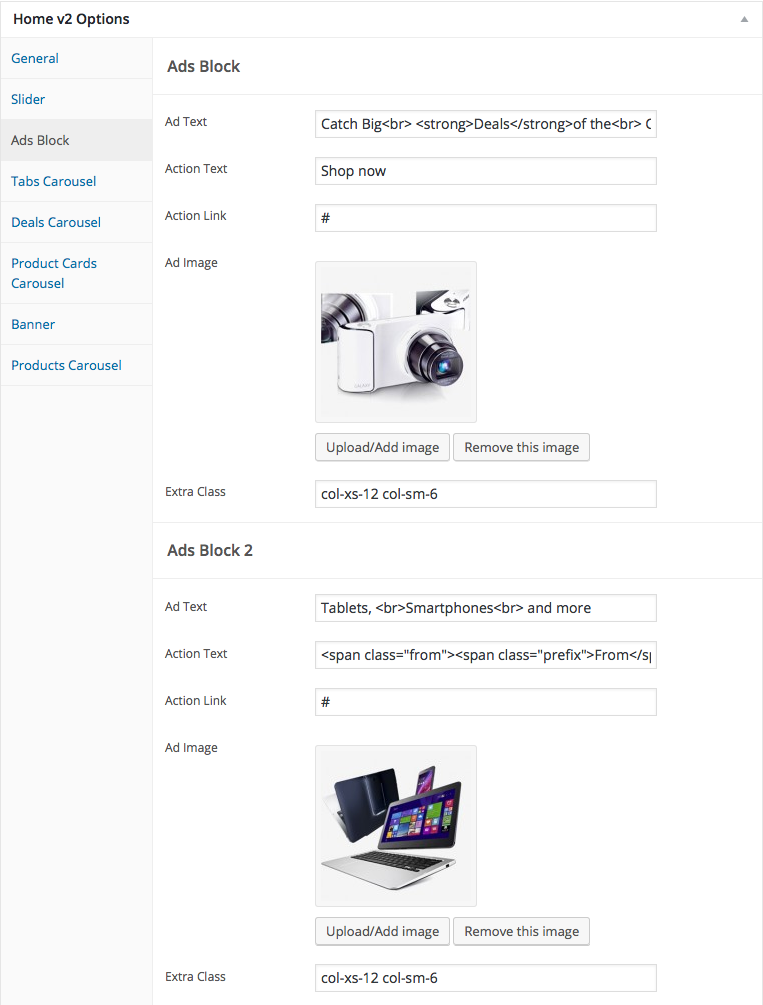 Home v2 Options
General
Slider
Ads Block
Tabs Carousel
Deals Carousel
Product Cards
Carousel
Banner
Products Carousel
Ads Block
Ad Text
Catch Big<br> <strong>Deals</strong>of the<br> C
Action Text
Shop now
Action Link
#
Ad Image
Upload/Add image
Remove this image
Extra Class
col-xs-12 col-sm-6
Ads Block 2
Ad Text
Tablets, <br>Smartphones<br> and more
Action Text
<span class="from"><span class="prefix">From</sp
Action Link
#
Ad Image
Upload/Add image
Remove this image
Extra Class
col-xs-12 col-sm-6